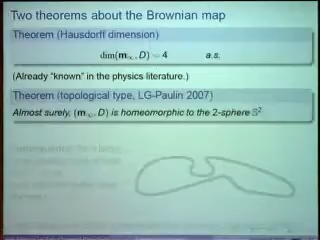 Two theorems about the Brownian map
Theorem (Hausdorff dimension)
dim(m∞, D) = 4 a.s.
(Already "known" in the physics literature.)
Theorem (topological type, LG-Paulin 2007)
Almost surely, (m∞, D) is homeomorphic to the 2-sphere S²